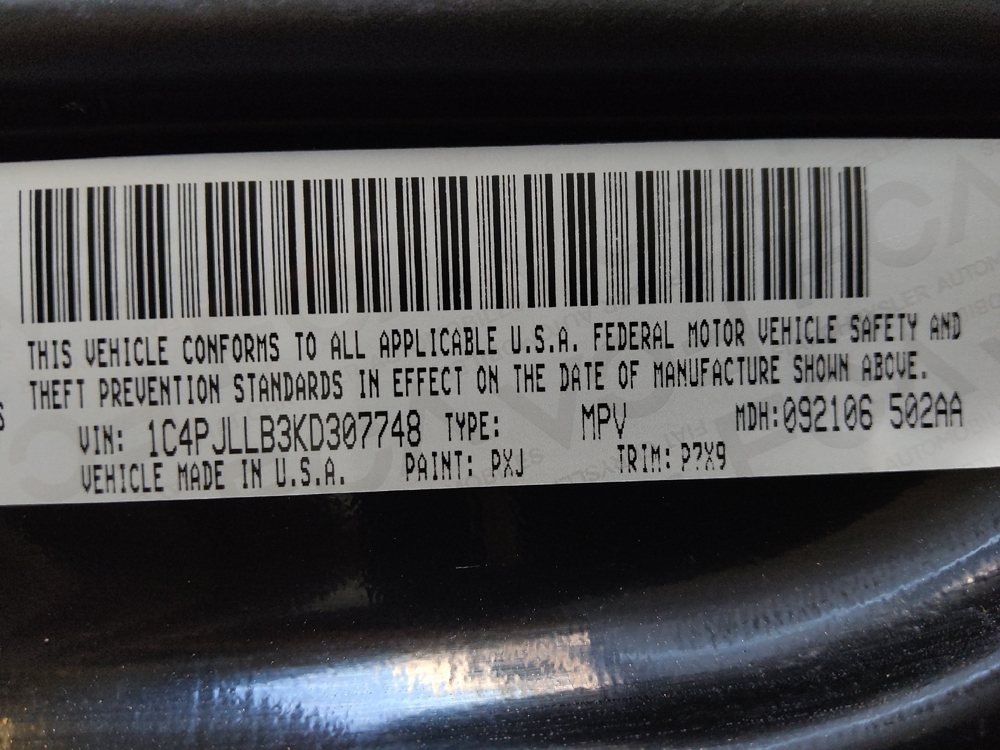 THIS VEHICLE CONFORMS TO ALL APPLICABLE U.S.A. FEDERAL MOTOR VEHICLE SAFETY AND
THEFT PREVENTION STANDARDS IN EFFECT ON THE DATE OF MANUFACTURE SHOWN ABOVE.
VIN: 1C4PJLLB3KD307748 TYPE: MPV MDH:092106 502AA
VEHICLE MADE IN U.S.A. PAINT: PXJ TRIM: